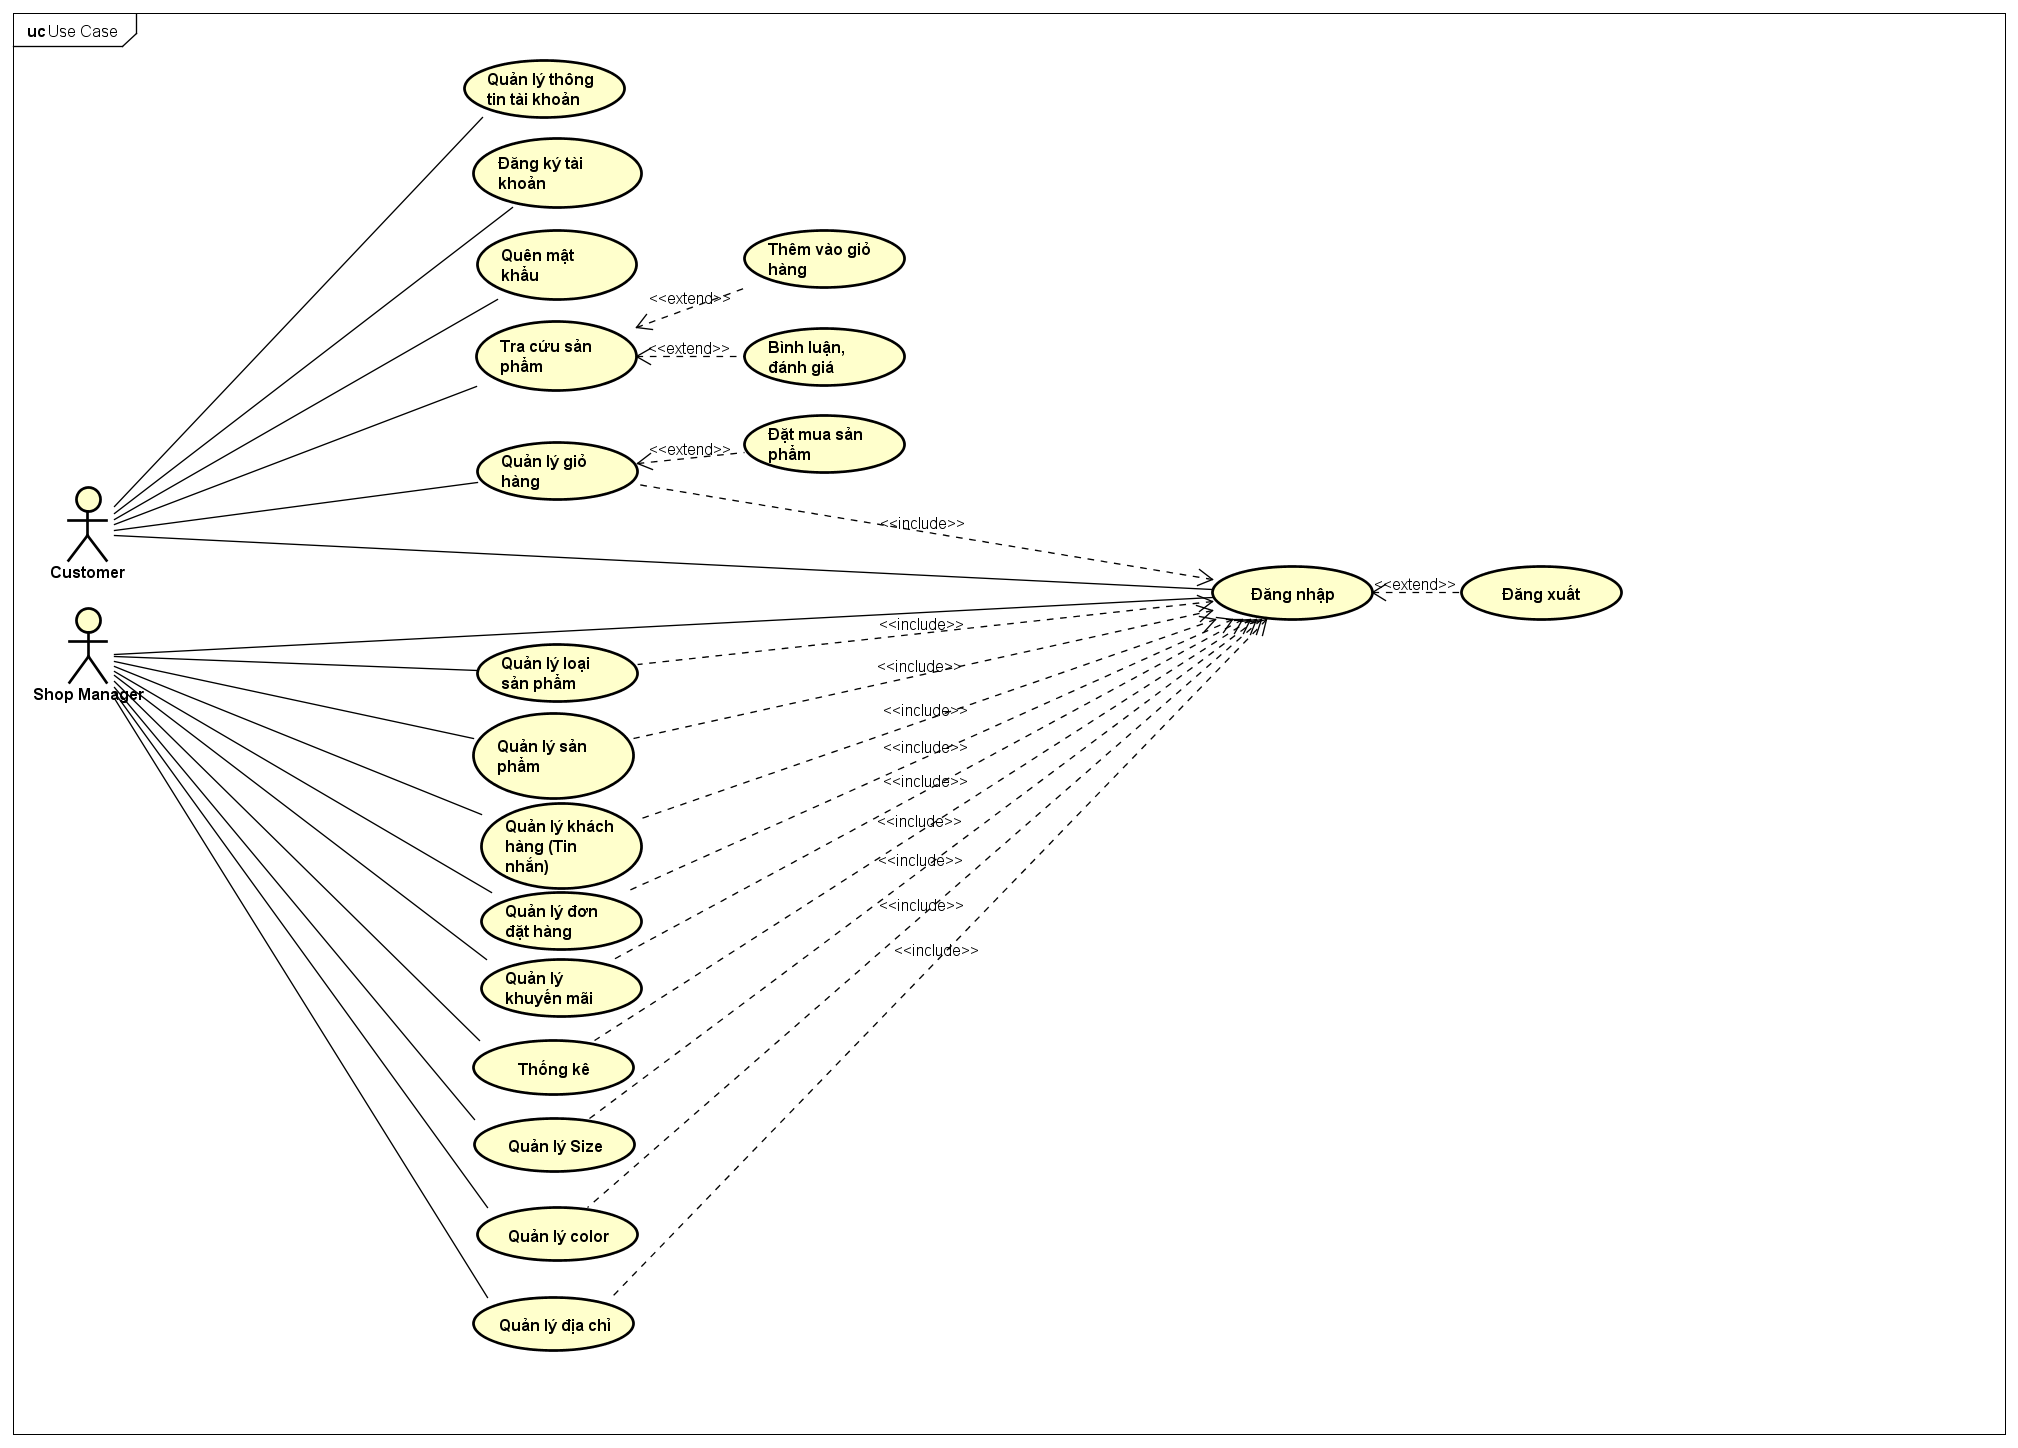 uc Use Case
Quản lý thông
tin tài khoản
Đăng ký tài
khoản
Quên mật
khẩu
Thêm vào giỏ
hàng
<<extend>>
Tra cứu sản
phẩm
<<extend>>
Bình luận,
đánh giá
Quản lý giỏ
hàng
<<extend>>
Đặt mua sản
phẩm
<<include>>
Customer
Đăng nhập
<<extend>>
Đăng xuất
Shop Manager
<<include>>
Quản lý loại
sản phẩm
<<include>>
Quản lý sản
phẩm
<<include>>
<<include>>
<<include>>
Quản lý khách
hàng (Tin
nhắn)
<<include>>
<<include>>
Quản lý đơn
đặt hàng
<<include>>
<<include>>
Quản lý
khuyến mãi
Thống kê
Quản lý Size
Quản lý color
Quản lý địa chỉ